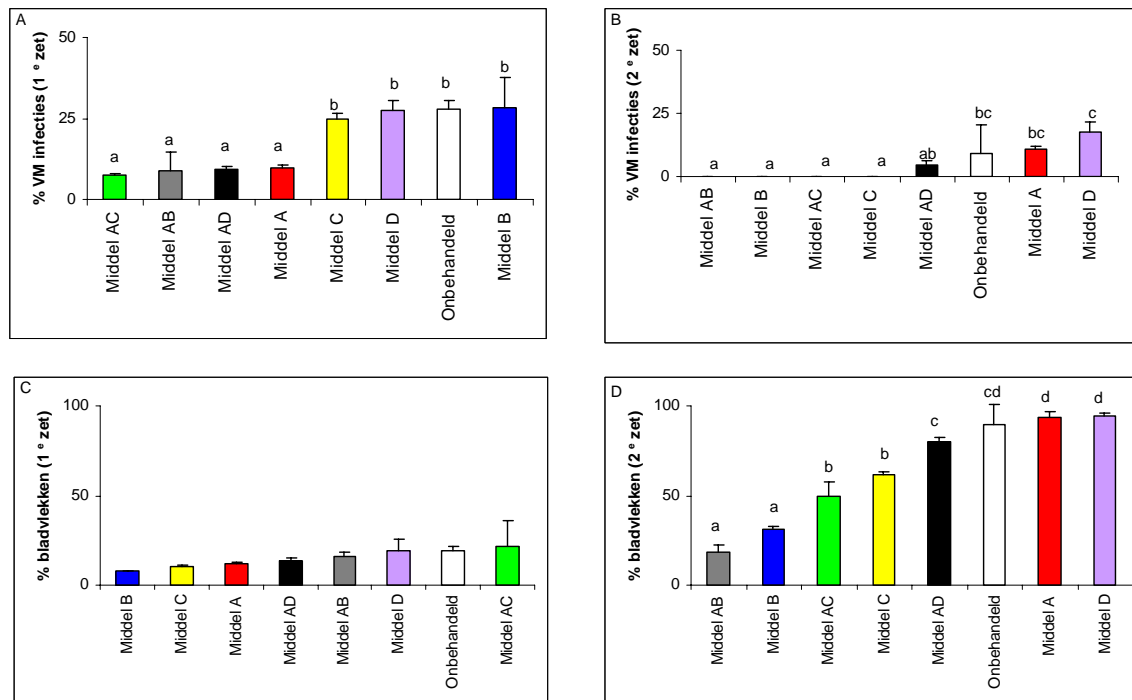 A
% VM infecties (1 e zet)
50
25
0
a
a
a
a
b
b
b
b
Middel AC
Middel AB
Middel AD
Middel A
Middel C
Middel D
Onbehandeld
Middel B
B
% VM infecties (2 e zet)
50
25
0
a
a
a
a
ab
bc
bc
c
Middel AB
Middel B
Middel AC
Middel C
Middel AD
Onbehandeld
Middel A
Middel D
C
% bladvlekken (1 e zet)
100
50
0
Middel B
Middel C
Middel A
Middel AD
Middel AB
Middel D
Onbehandeld
Middel AC
D
% bladvlekken (2 e zet)
100
50
0
a
a
b
b
c
cd
d
d
Middel AB
Middel B
Middel AC
Middel C
Middel AD
Onbehandeld
Middel A
Middel D